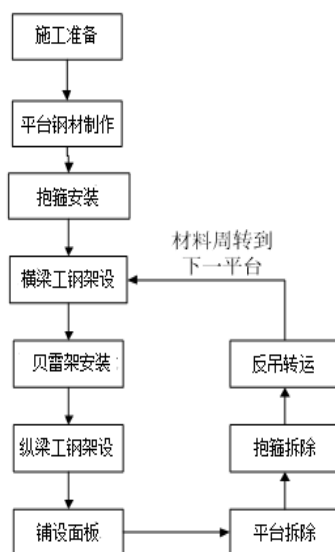 施工准备
平台钢材制作
抱箍安装
材料周转到
下一平台
横梁工钢架设
贝雷架安装
反吊转运
纵梁工钢架设
抱箍拆除
铺设面板
平台拆除